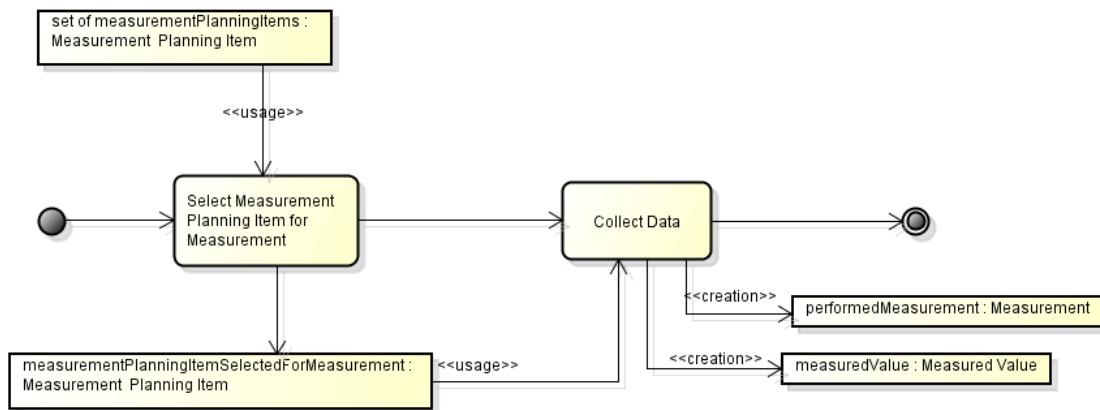 set of measurementPlanningItems :
Measurement Planning Item
<<usage>>
Select Measurement
Planning Item for
Measurement
Collect Data
<<creation>>
performedMeasurement : Measurement
measurementPlanningItemSelectedForMeasurement :
Measurement Planning Item
<<usage>>
<<creation>>
measuredValue : Measured Value